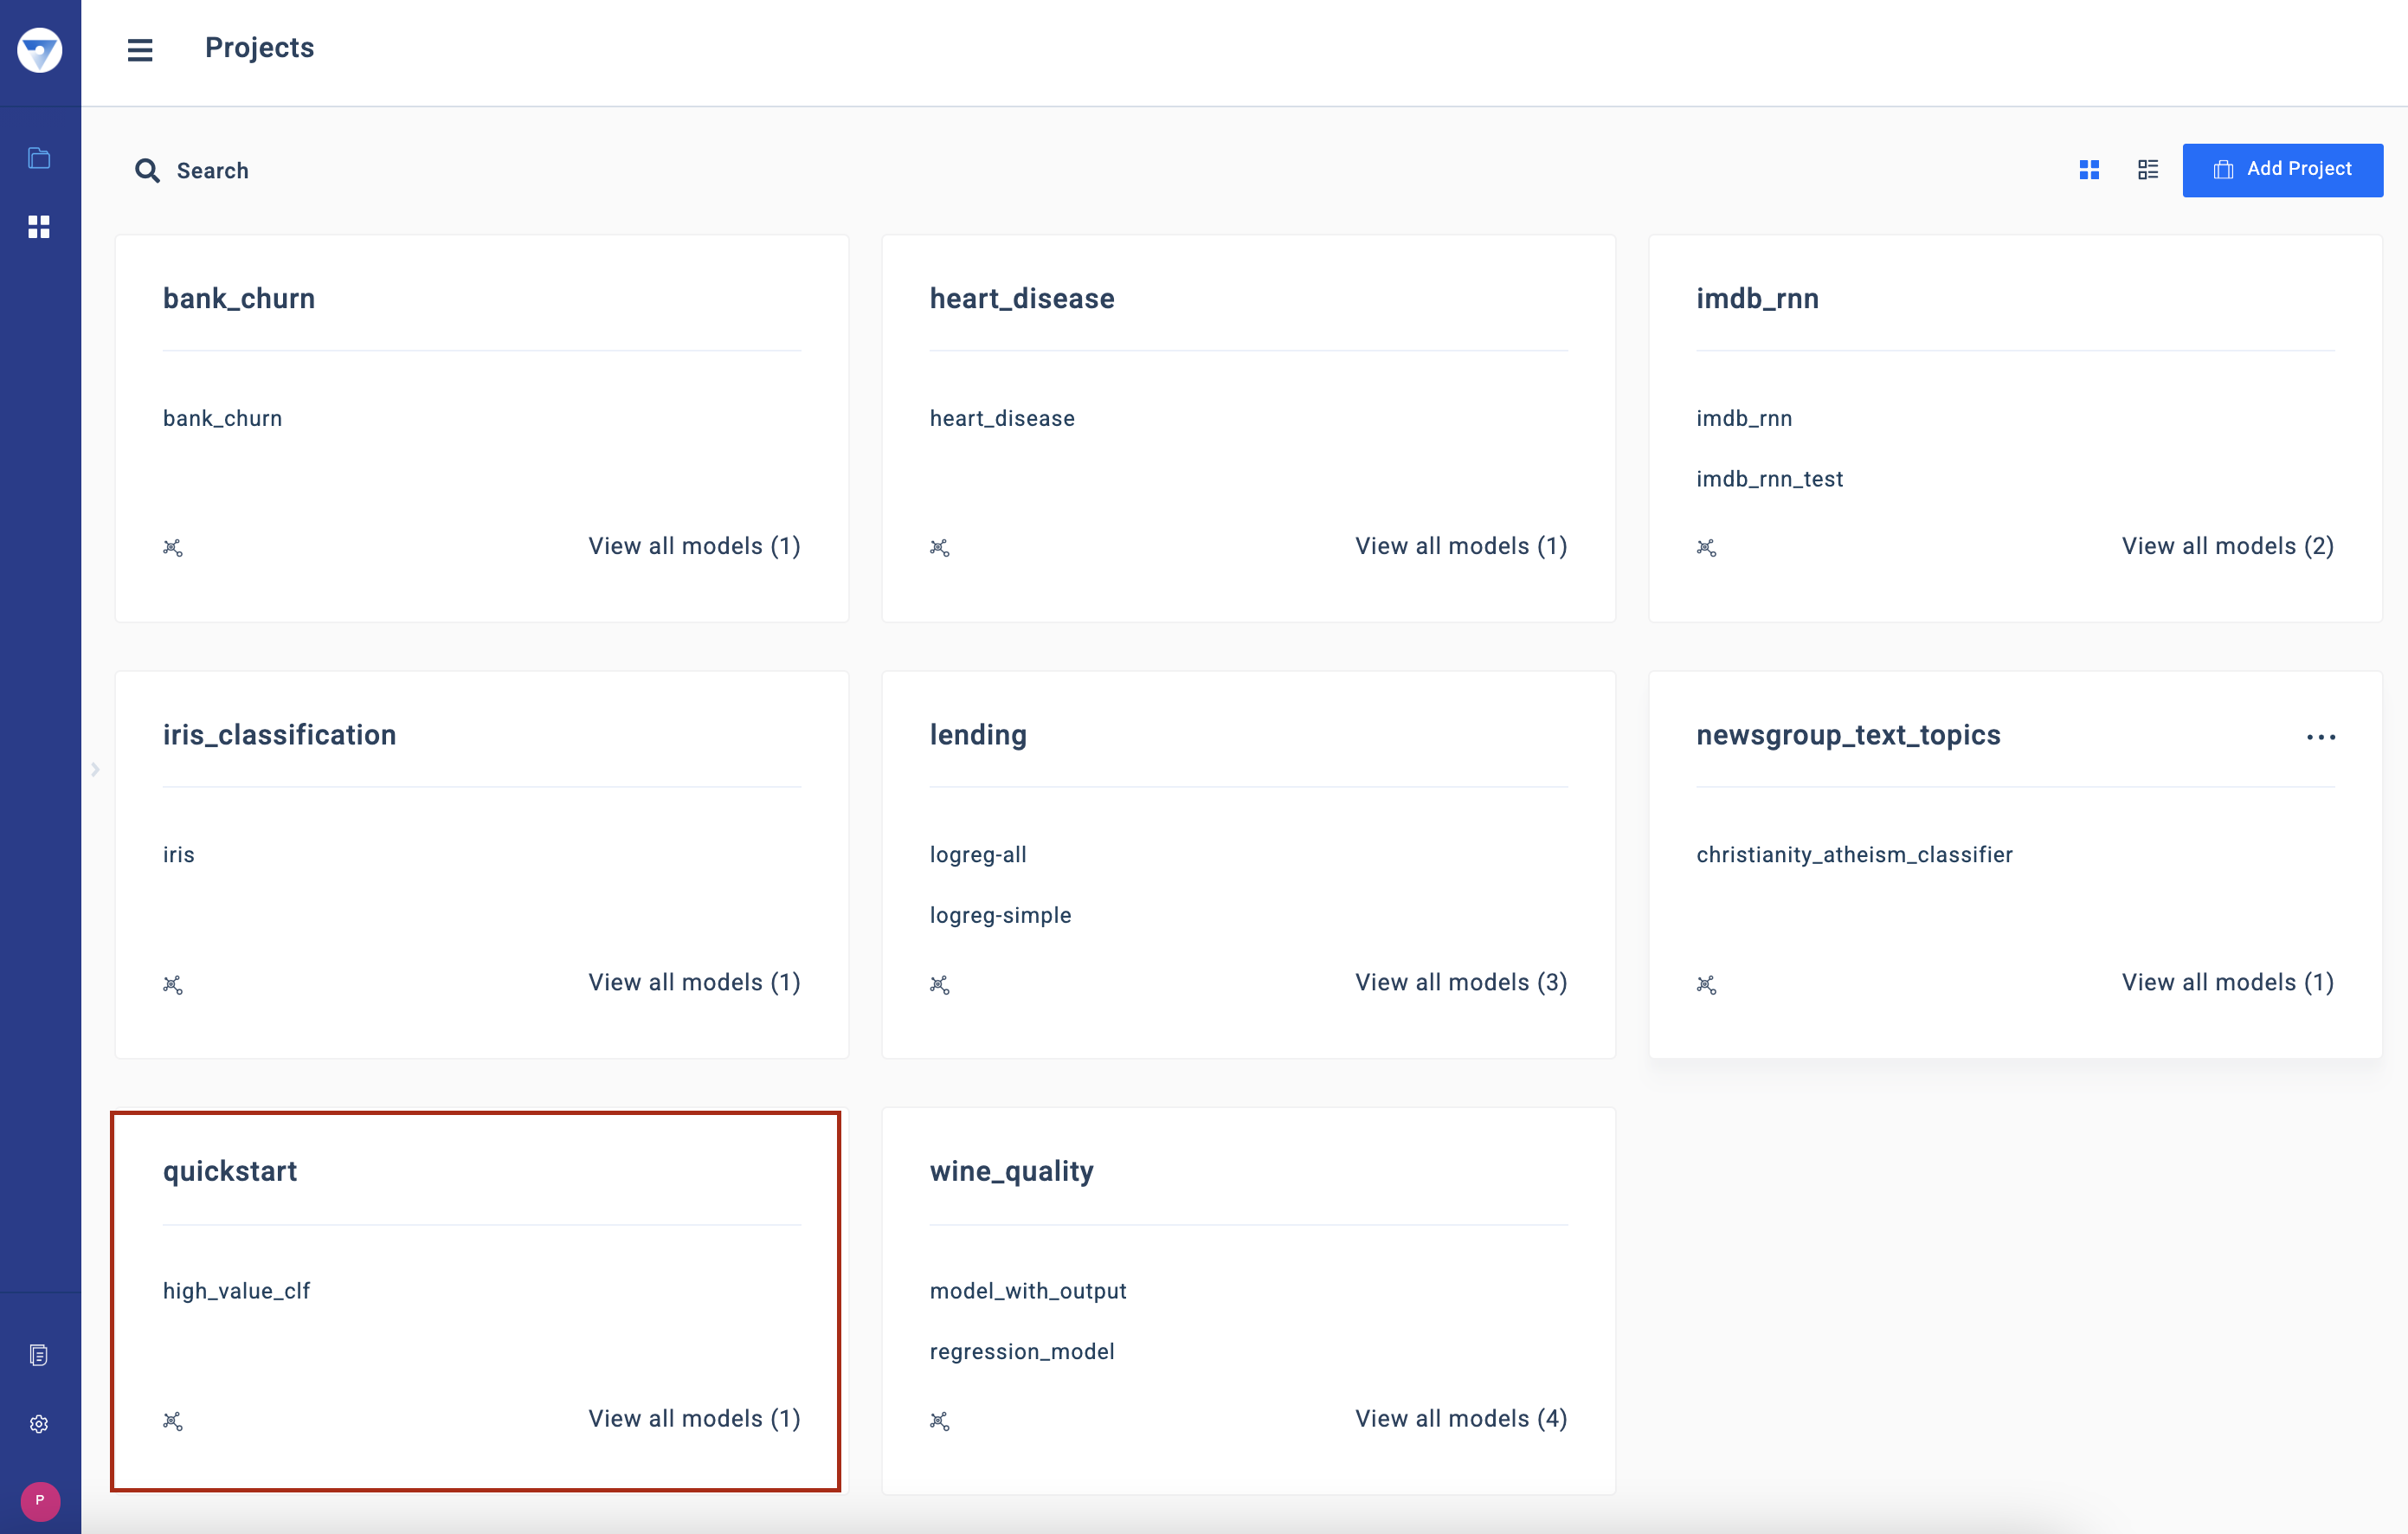 Projects
Search
Add Project
bank_churn
bank_churn
View all models (1)
heart_disease
heart_disease
View all models (1)
imdb_rnn
imdb_rnn
imdb_rnn_test
View all models (2)
iris_classification
iris
View all models (1)
lending
logreg-all
logreg-simple
View all models (3)
newsgroup_text_topics
christianity_atheism_classifier
View all models (1)
quickstart
high_value_clf
View all models (1)
wine_quality
model_with_output
regression_model
View all models (4)
P